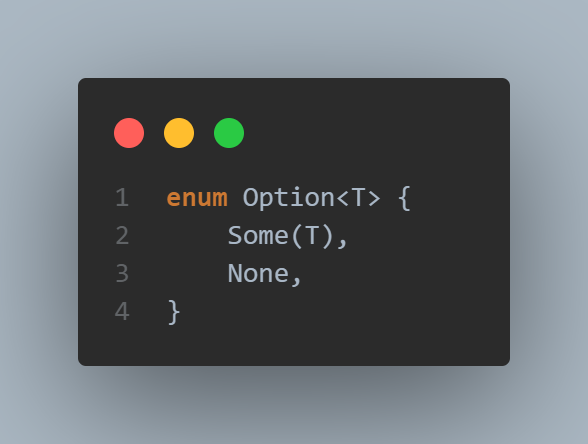 1 enum Option<T> {
2     Some(T),
3     None,
4 }